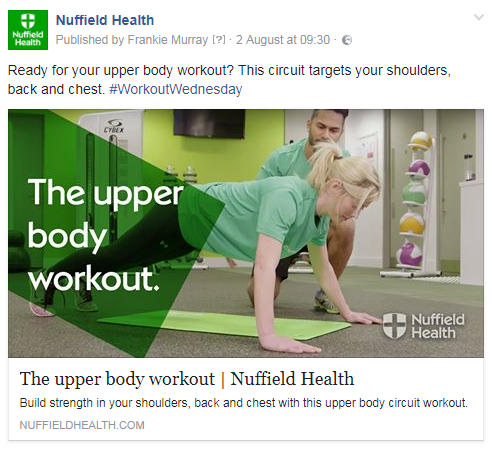 Nuffield
Health
Nuffield Health
Published by Frankie Murray [?] · 2 August at 09:30 ·
Ready for your upper body workout? This circuit targets your shoulders,
back and chest. #WorkoutWednesday
CYBEX
The upper
body
workout.
Nuffield
Health
The upper body workout | Nuffield Health
Build strength in your shoulders, back and chest with this upper body circuit workout.
NUFFIELDHEALTH.COM